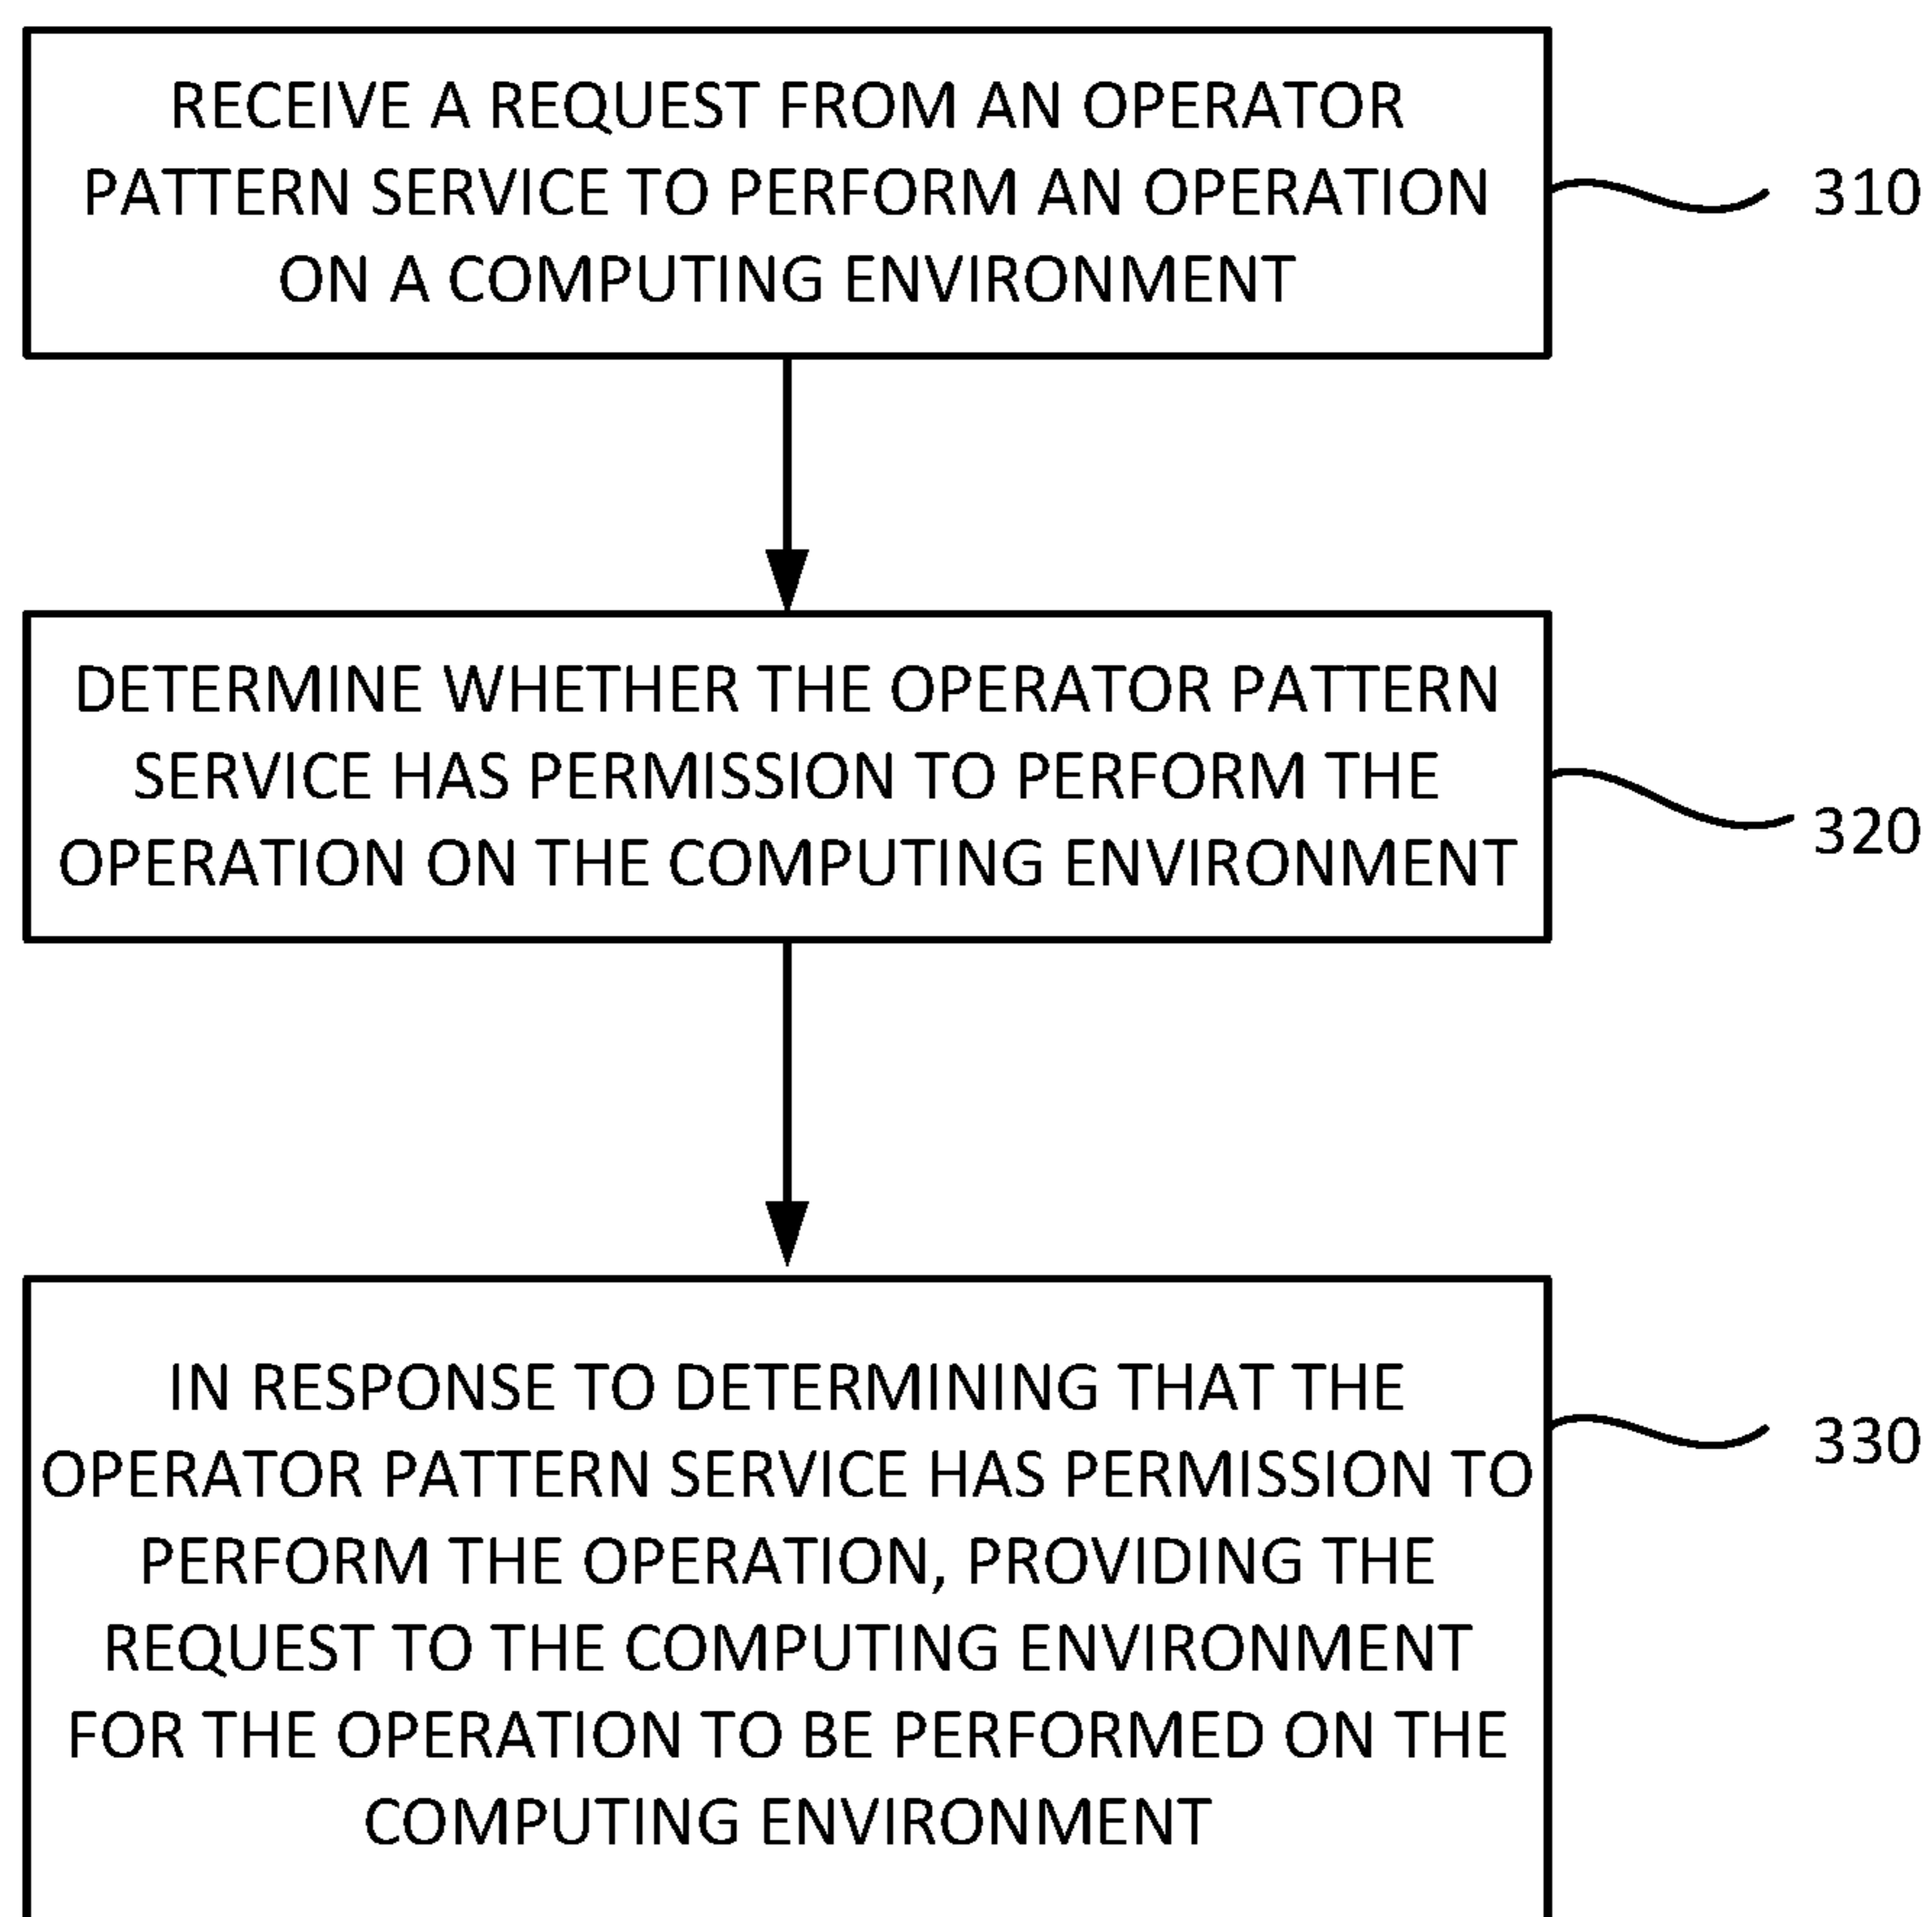 RECEIVE A REQUEST FROM AN OPERATOR
PATTERN SERVICE TO PERFORM AN OPERATION
ON A COMPUTING ENVIRONMENT
310
DETERMINE WHETHER THE OPERATOR PATTERN
SERVICE HAS PERMISSION TO PERFORM THE
OPERATION ON THE COMPUTING ENVIRONMENT
320
IN RESPONSE TO DETERMINING THAT THE
OPERATOR PATTERN SERVICE HAS PERMISSION TO
PERFORM THE OPERATION, PROVIDING THE
REQUEST TO THE COMPUTING ENVIRONMENT
FOR THE OPERATION TO BE PERFORMED ON THE
COMPUTING ENVIRONMENT
330